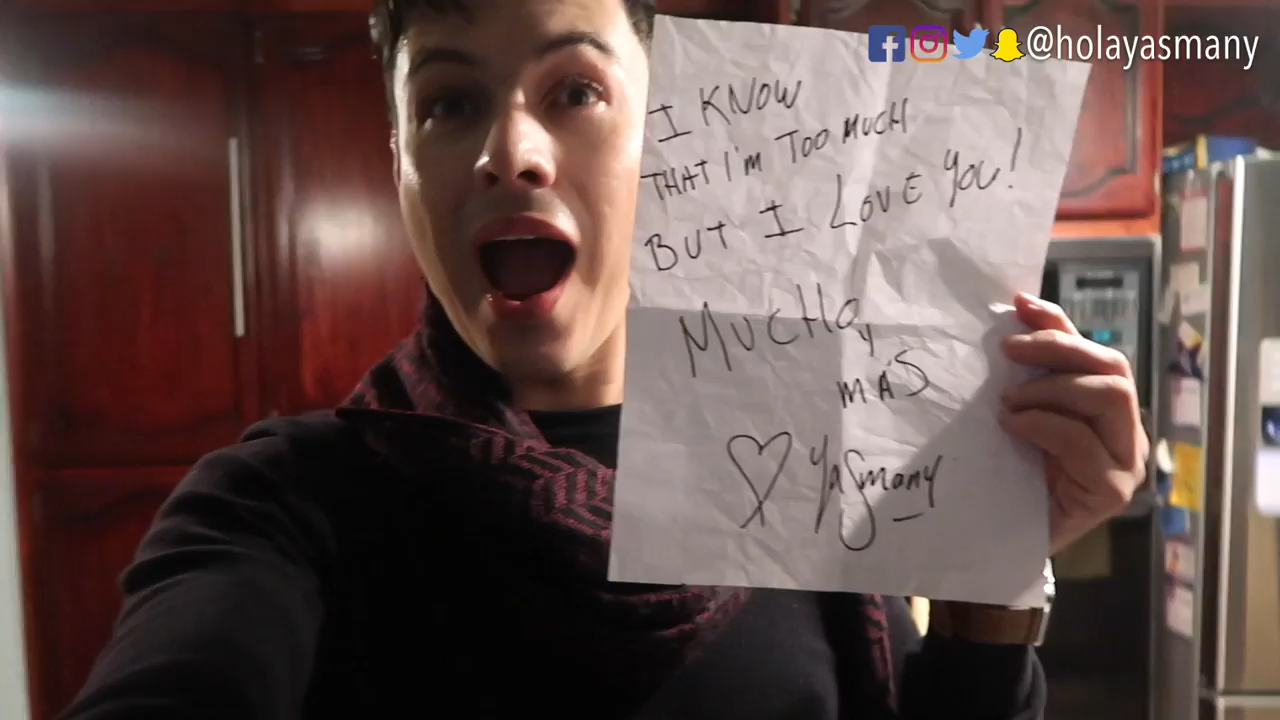 @holayasmany
I KNOW
THAT I'm TOO MUCH
BUT I LOVE YOU!
MUCHO
Y
MÁS
Yasmany